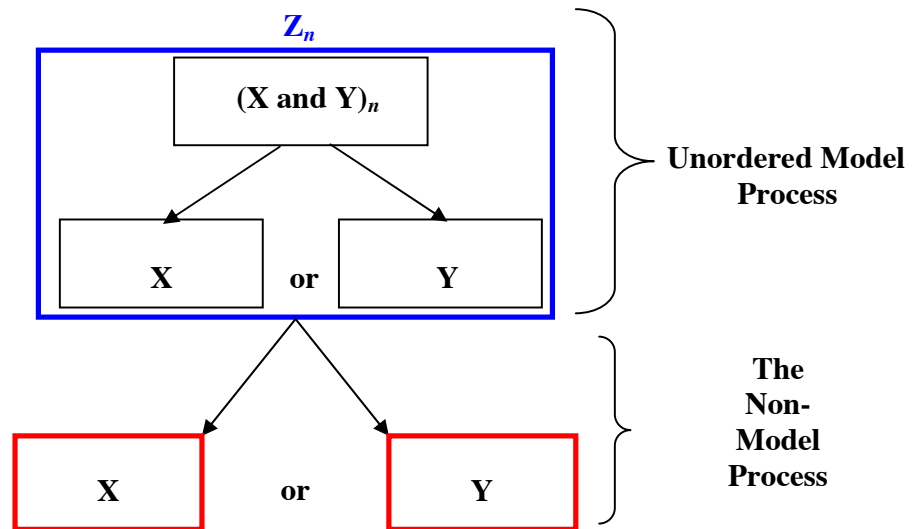 Zn
(X and Y)n
Unordered Model
Process
X or Y
The
Non-
Model
Process
X or Y